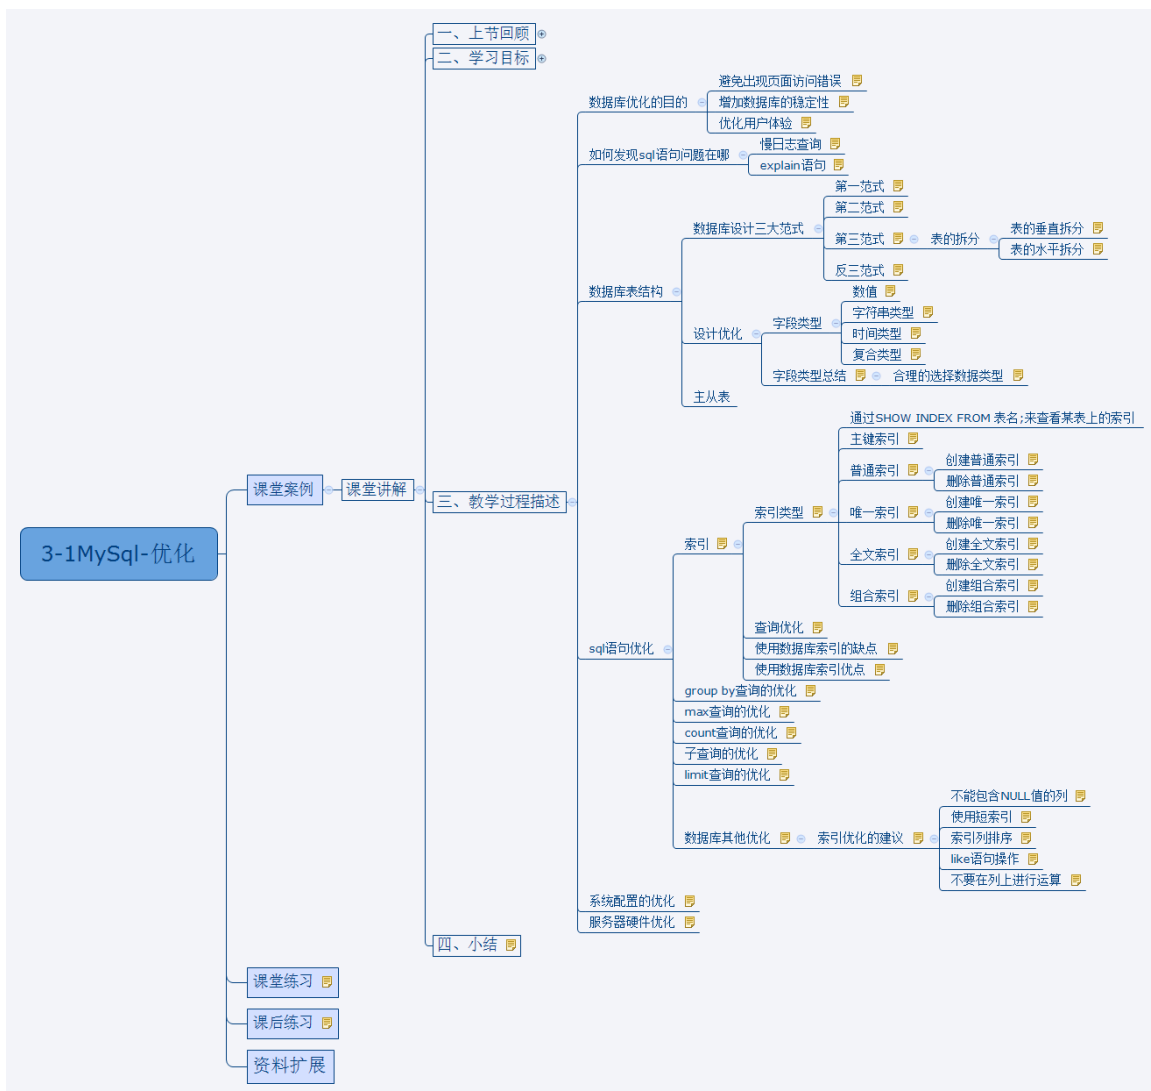 3-1MySql-优化
课堂案例
课堂讲解
一、上节回顾
二、学习目标
三、教学过程描述
数据库优化的目的
避免出现页面访问错误
增加数据库的稳定性
优化用户体验
如何发现sql语句问题在哪
慢日志查询
explain语句
数据库表结构
数据库设计三大范式
第一范式
第二范式
第三范式
表的拆分
表的垂直拆分
表的水平拆分
反三范式
设计优化
字段类型
数值
字符串类型
时间类型
复合类型
字段类型总结
合理的选择数据类型
主从表
sql语句优化
索引
索引类型
通过SHOW INDEX FROM 表名;来查看某表上的索引
主键索引
普通索引
创建普通索引
删除普通索引
唯一索引
创建唯一索引
删除唯一索引
全文索引
创建全文索引
删除全文索引
组合索引
创建组合索引
删除组合索引
查询优化
使用数据库索引的缺点
使用数据库索引优点
group by查询的优化
max查询的优化
count查询的优化
子查询的优化
limit查询的优化
数据库其他优化
索引优化的建议
不能包含NULL值的列
使用短索引
索引列排序
like语句操作
不要在列上进行运算
系统配置的优化
服务器硬件优化
四、小结
课堂练习
课后练习
资料扩展